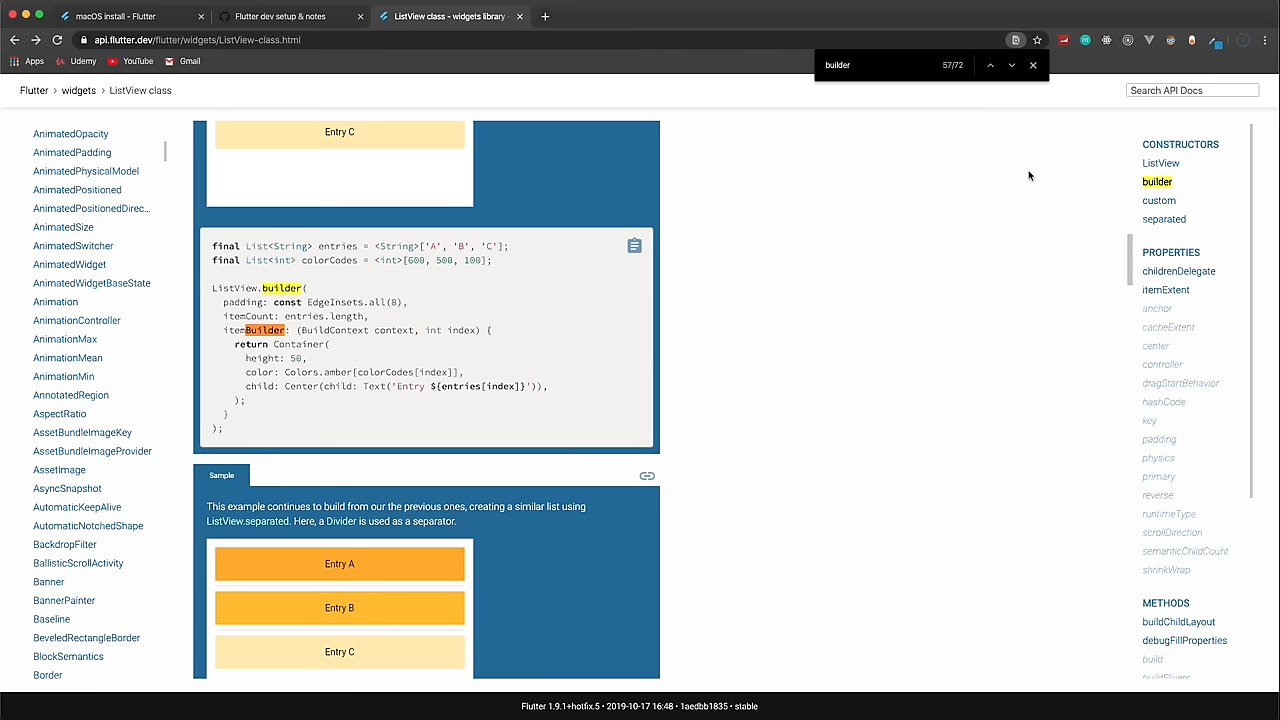 macOS install - Flutter
Flutter dev setup & notes
ListView class - widgets library
api.flutter.dev/flutter/widgets/ListView-class.html
Apps
Udemy
YouTube
Gmail
builder
57/72
Flutter
widgets
ListView class
Search API Docs
AnimatedOpacity
AnimatedPadding
AnimatedPhysicalModel
AnimatedPositioned
AnimatedPositionedDirec...
AnimatedSize
AnimatedSwitcher
AnimatedWidget
AnimatedWidgetBaseState
Animation
AnimationController
AnimationMax
AnimationMean
AnimationMin
AnnotatedRegion
AspectRatio
AssetBundleImageKey
AssetBundleImageProvider
AssetImage
AsyncSnapshot
AutomaticKeepAlive
AutomaticNotchedShape
BackdropFilter
BallisticScrollActivity
Banner
BannerPainter
Baseline
BeveledRectangleBorder
BlockSemantics
Border
Entry C
final List<String> entries = <String>['A', 'B', 'C'];
final List<int> colorCodes = <int>[600, 500, 100];
ListView.builder(
padding: const EdgeInsets.all(8),
itemCount: entries.length,
itemBuilder: (BuildContext context, int index) {
return Container(
height: 50,
color: Colors.amber[colorCodes[index]],
child: Center(child: Text('Entry ${entries[index]}')),
);
}
);
Sample
This example continues to build from our the previous ones, creating a similar list using
ListView.separated. Here, a Divider is used as a separator.
Entry A
Entry B
Entry C
CONSTRUCTORS
ListView
builder
custom
separated
PROPERTIES
childrenDelegate
itemExtent
anchor
cacheExtent
center
controller
dragStartBehavior
hashCode
key
padding
physics
primary
reverse
runtimeType
scrollDirection
semanticChildCount
shrinkWrap
METHODS
buildChildLayout
debugFillProperties
build
buildSlivers
Flutter 1.9.1+hotfix.5 • 2019-10-17 16:48 • 1aedbb1835 • stable